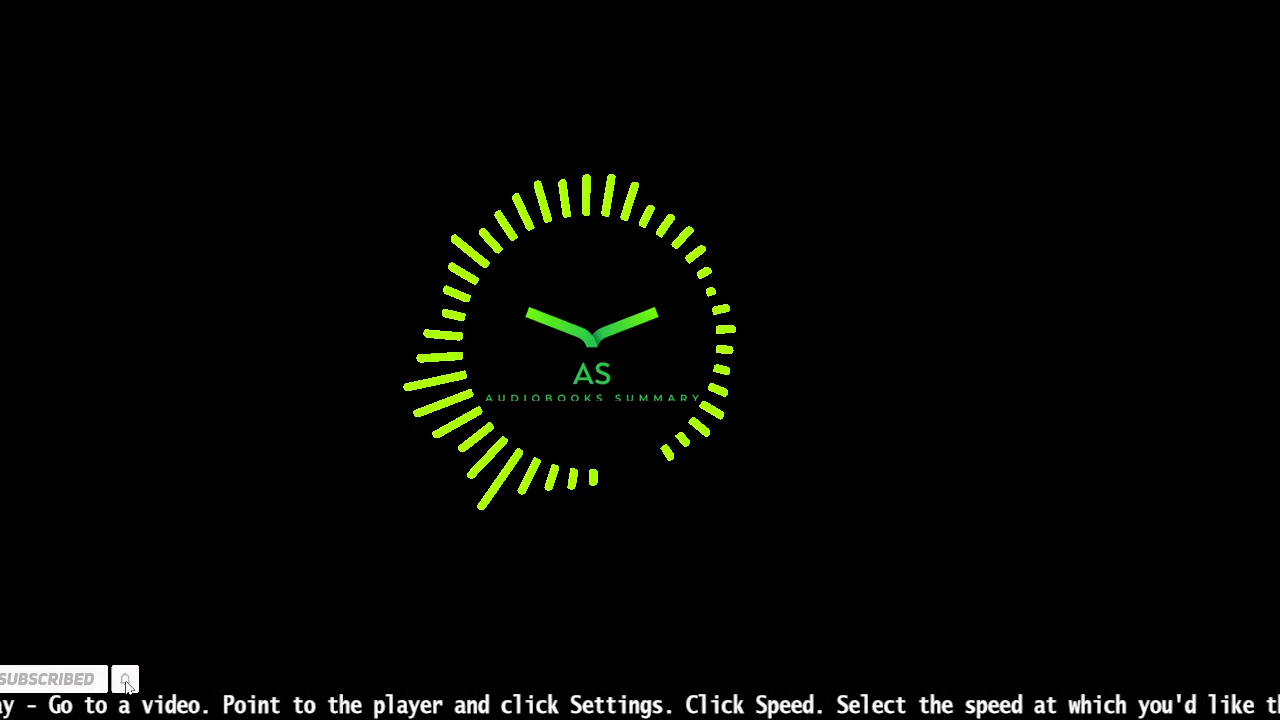 AS
AUDIOBOOKS SUMMARY
SUBSCRIBED
- Go to a video. Point to the player and click Settings. Click Speed. Select the speed at which you'd like